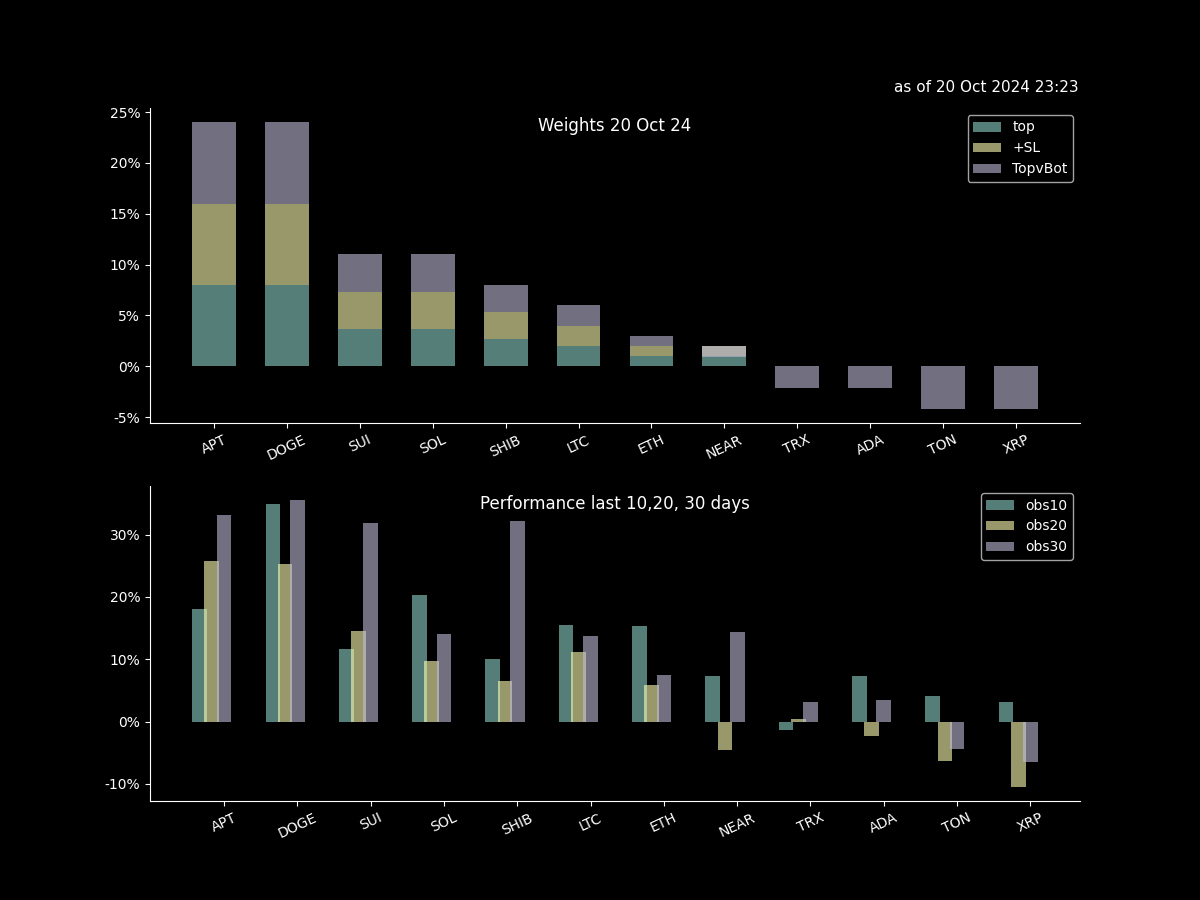 as of 20 Oct 2024 23:23
Weights 20 Oct 24
top
+SL
TopvBot
25%
20%
15%
10%
5%
0%
-5%
APT DOGE SUI SOL SHIB LTC ETH NEAR TRX ADA TON XRP
Performance last 10,20, 30 days
obs10
obs20
obs30
30%
20%
10%
0%
-10%
APT DOGE SUI SOL SHIB LTC ETH NEAR TRX ADA TON XRP